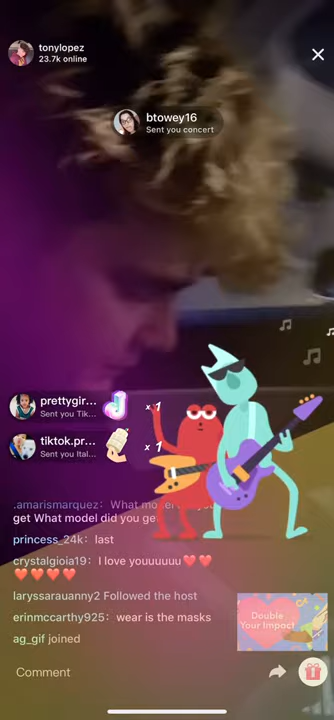 tonylopez
23.7k online
btowey16
Sent you concert
prettygir...
Sent you Tik...
x 1
tiktok.pr...
Sent you Ital...
x 1
.amarismarquez: What
get What model did you ge
princess_24k: last
crystalgioia19: I love youuuuuu❤️❤️
❤️❤️❤️❤️
laryssarauanny2 Followed the host
erinmccarthy925: wear is the masks
Double
Your Impact
ag_gif joined
Comment